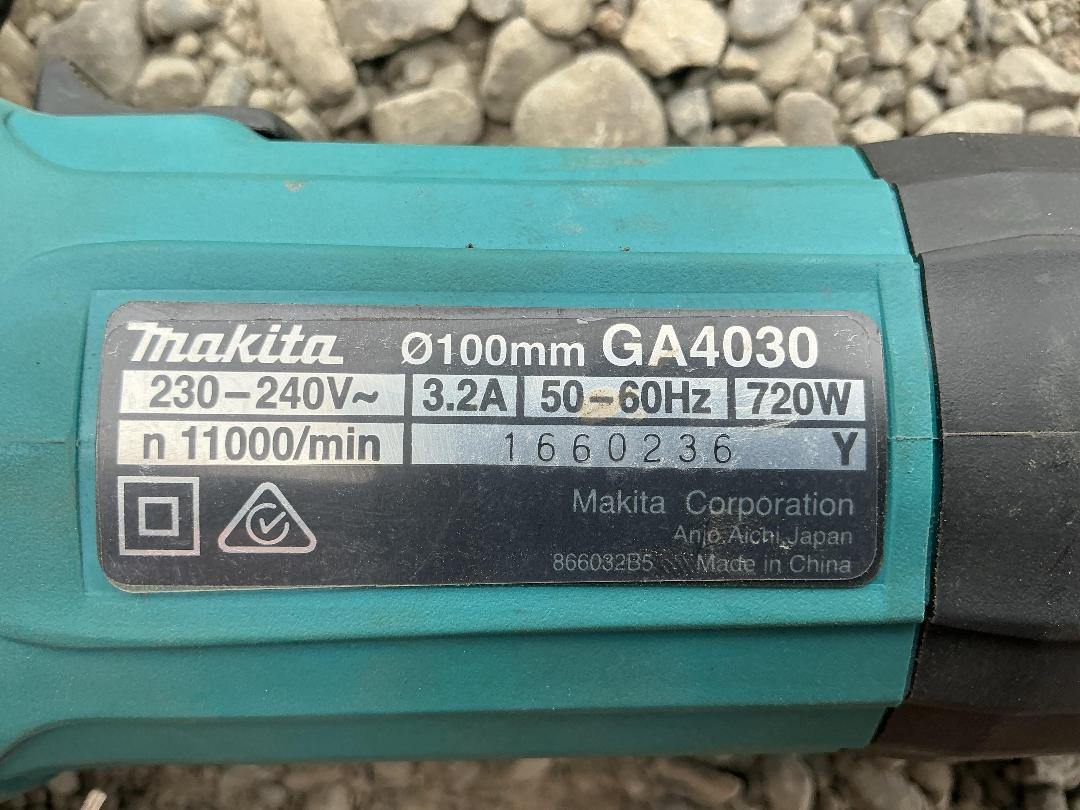 makita Ø100mm GA4030
230-240V~ 3.2A 50-60Hz 720W
n 11000/min 1660236 Y
Makita Corporation
Anjo Aichi Japan
866032B5 Made in China